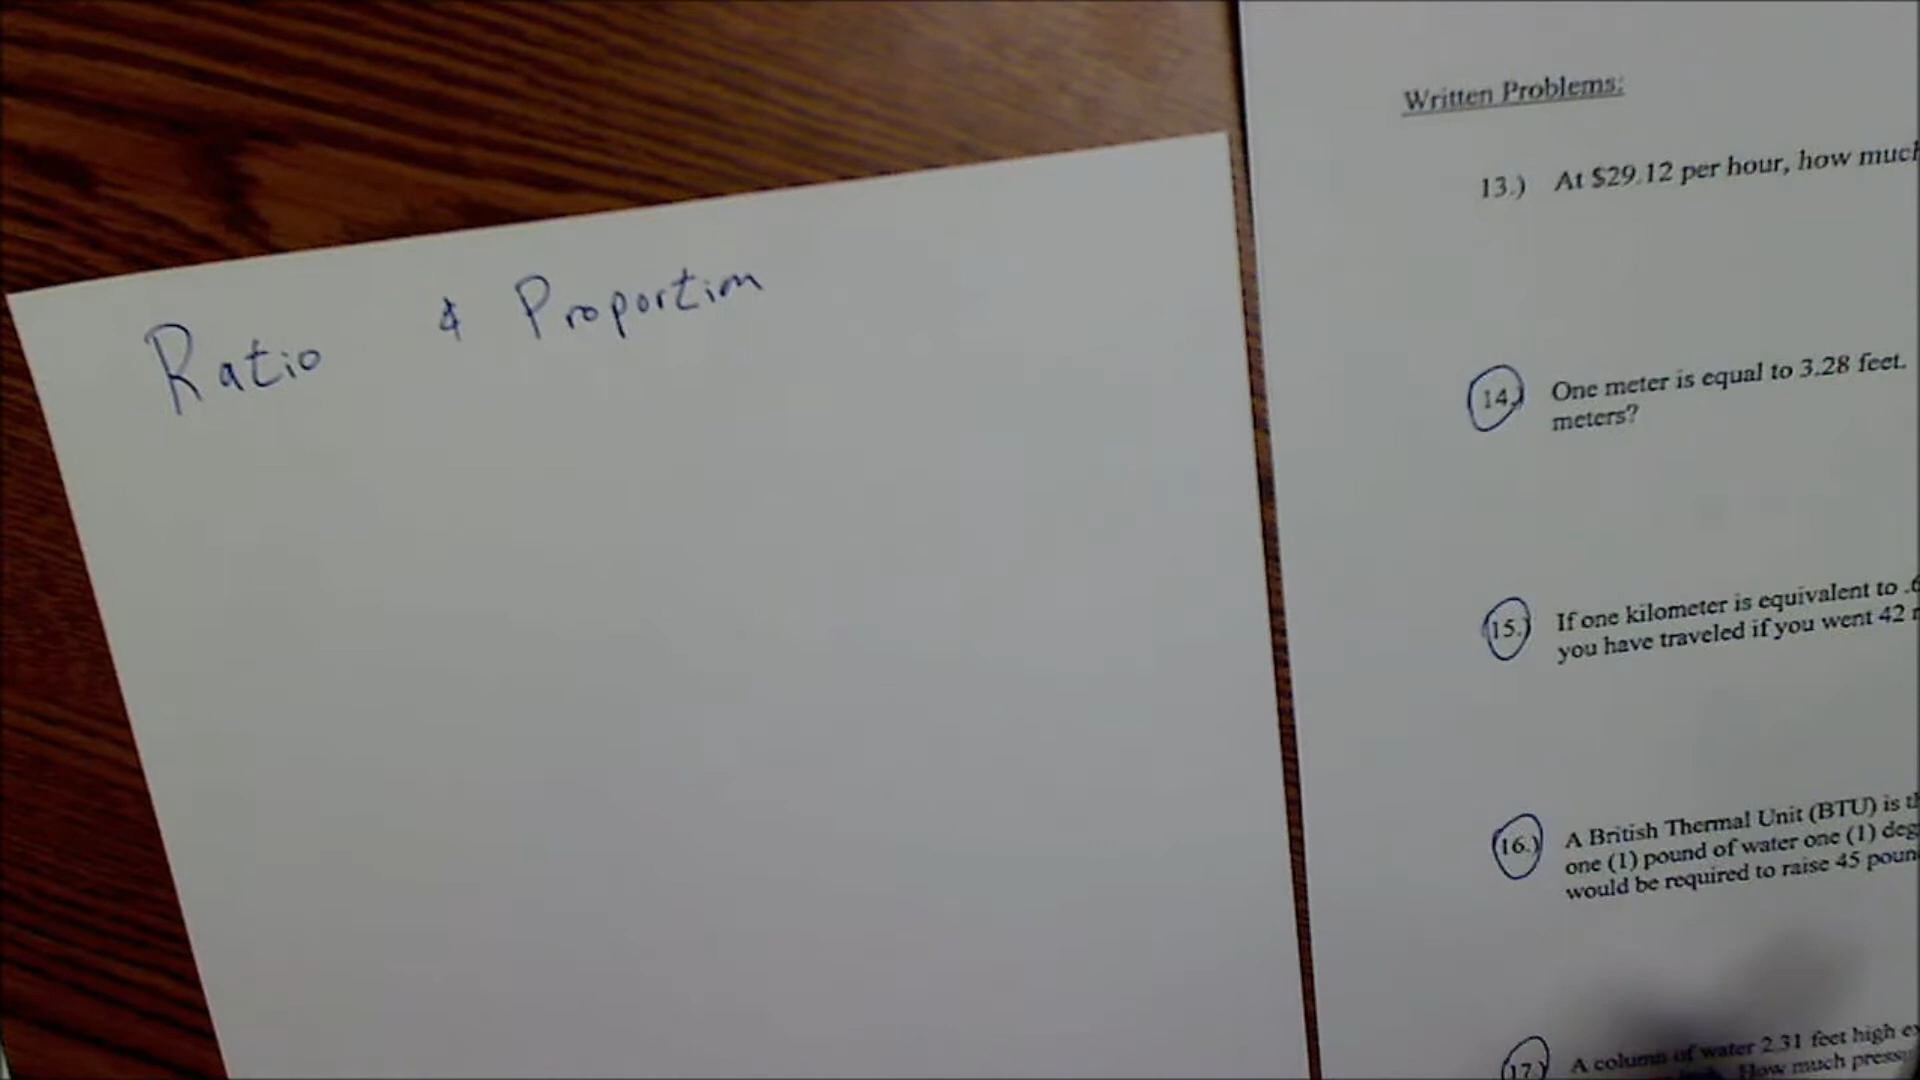 Ratio & Proportion
Written Problems:
13.) At $29.12 per hour, how much
14.) One meter is equal to 3.28 feet.
meters?
15.) If one kilometer is equivalent to .6
you have traveled if you went 42
16.) A British Thermal Unit (BTU) is
one (1) pound of water one (1)
would be required to raise 45
17.) A column of water 2.31 feet high
How much